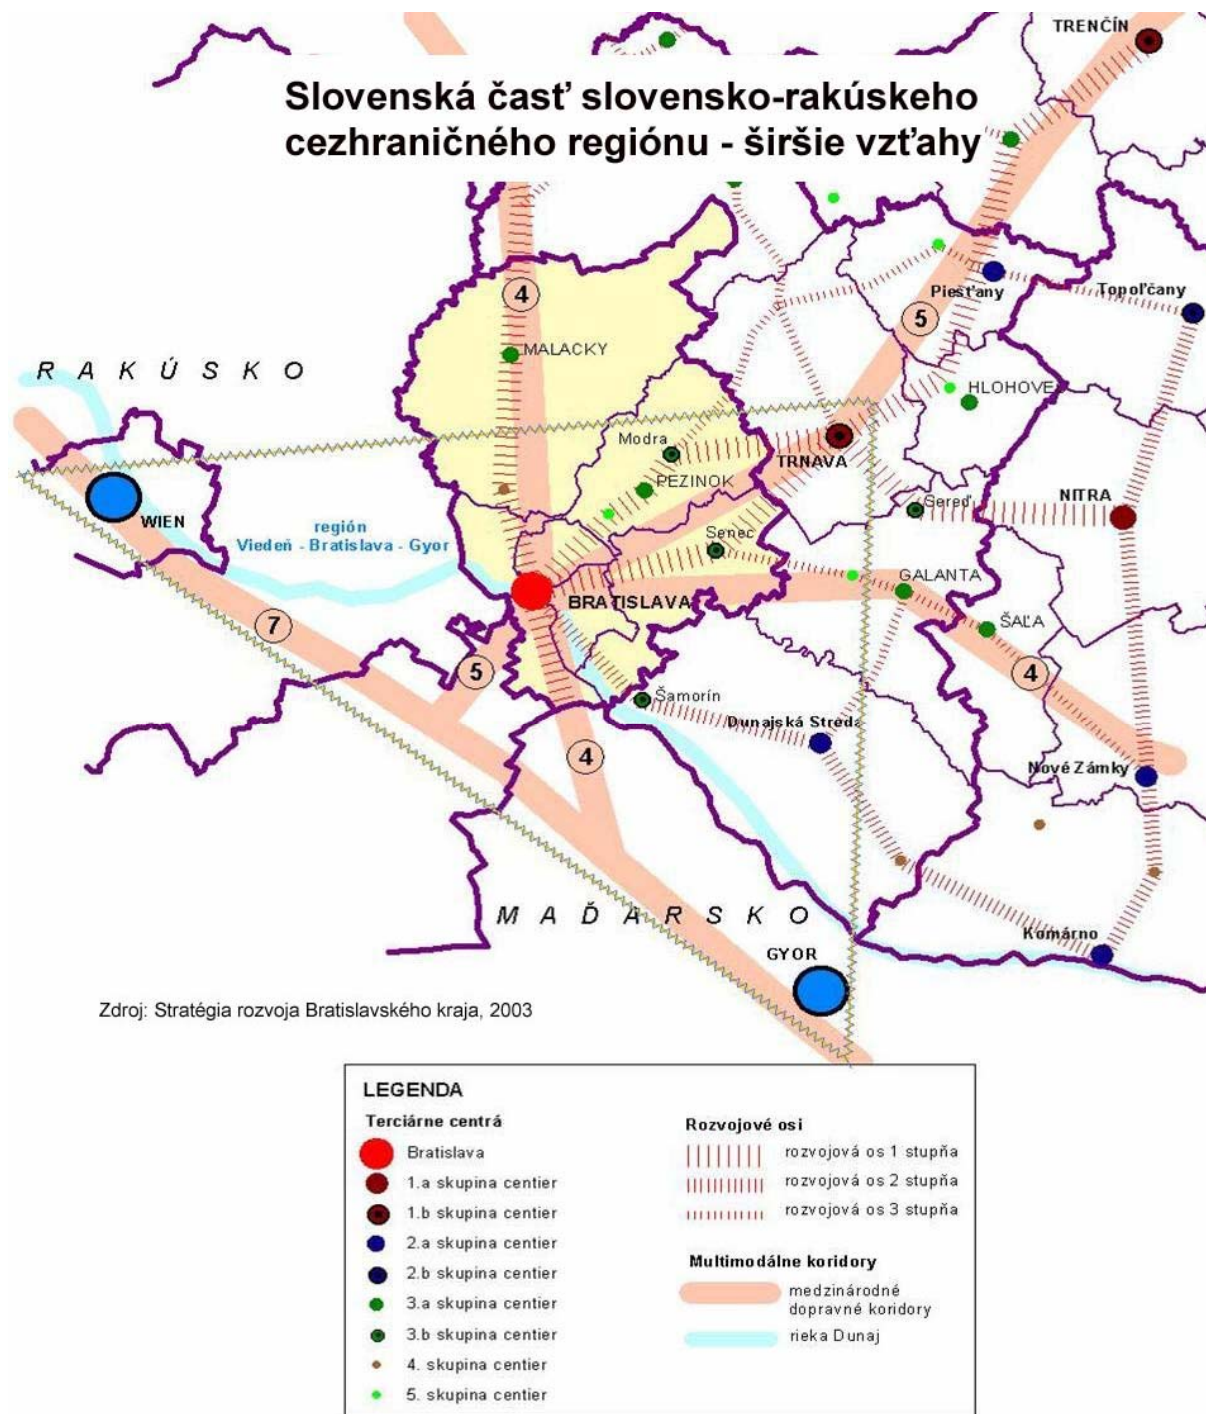 TRENČÍN
Slovenská časť slovensko-rakúskeho
cezhraničného regiónu - širšie vzťahy
4
Piešťany
Topoľčany
5
MALACKY
RAKÚSKO
HLOHOVE
Modra
TRNAVA
PEZINOK
Sereď
NITRA
WIEN
región
Viedeň - Bratislava - Gyor
Senec
GALANTA
BRATISLAVA
7
ŠAĽA
5
4
Šamorín
Dunajská Streda
4
Nové Zámky
MAĎARSKO
Komárno
GYOR
Zdroj: Stratégia rozvoja Bratislavského kraja, 2003
LEGENDA
Terciárne centrá
Bratislava
1.a skupina centier
1.b skupina centier
2.a skupina centier
2.b skupina centier
3.a skupina centier
3.b skupina centier
4. skupina centier
5. skupina centier
Rozvojové osi
rozvojová os 1 stupňa
rozvojová os 2 stupňa
rozvojová os 3 stupňa
Multimodálne koridory
medzinárodné
dopravné koridory
rieka Dunaj